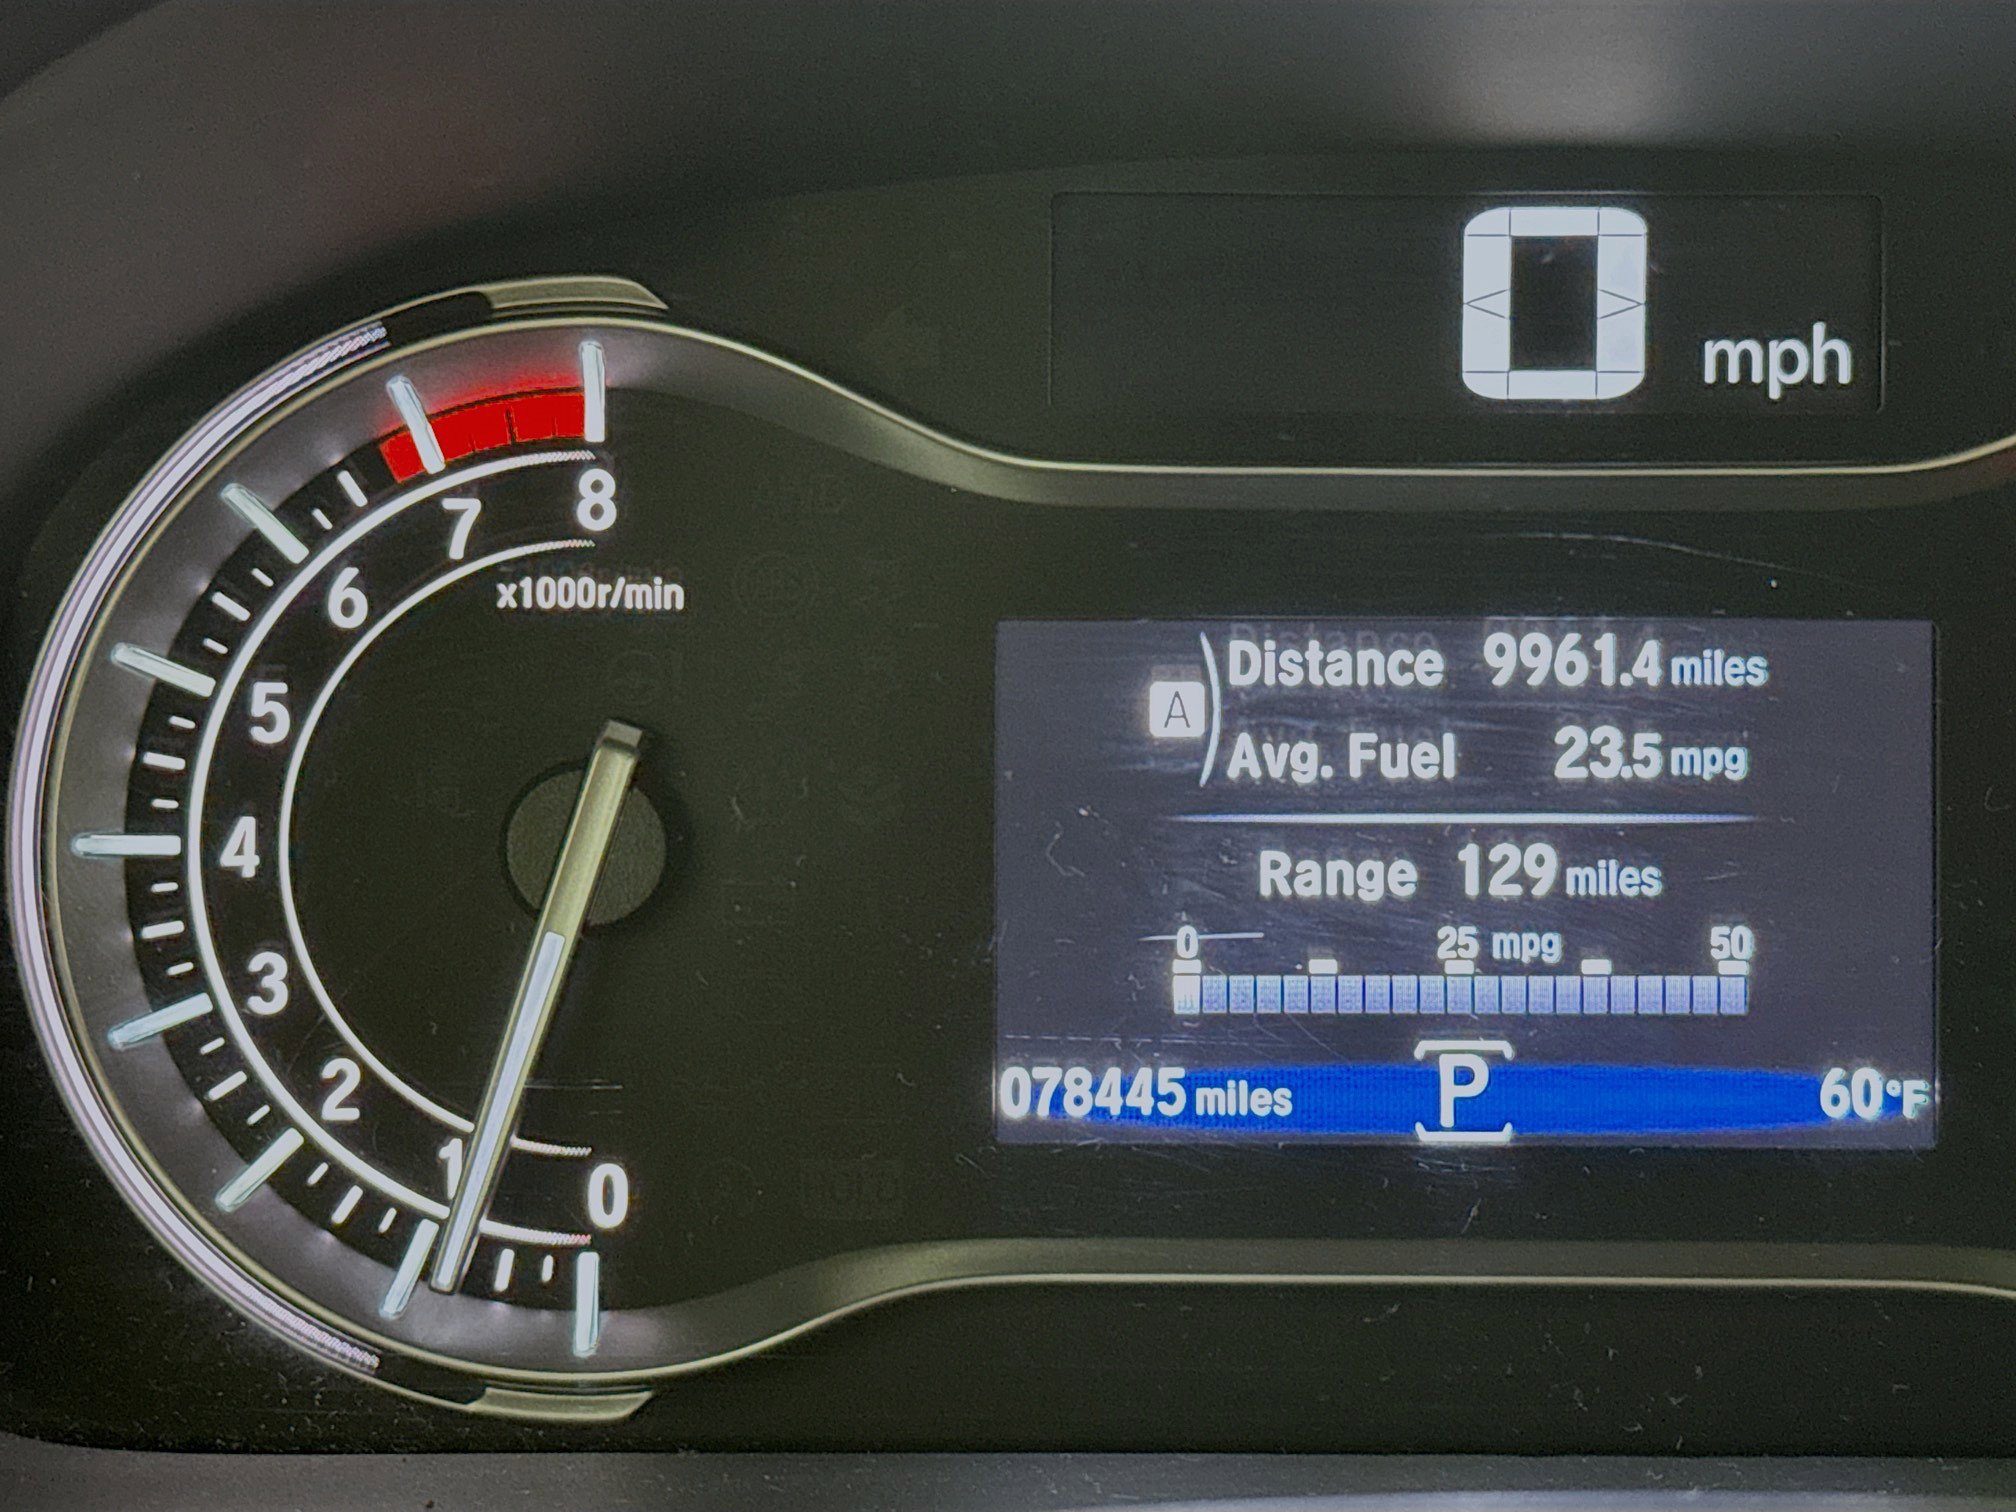 0 mph
8
7
6
x1000r/min
5
4
3
2
1
0
A
Distance 9961.4 miles
Avg. Fuel 23.5 mpg
Range 129 miles
0 25 mpg 50
078445 miles P 60°F